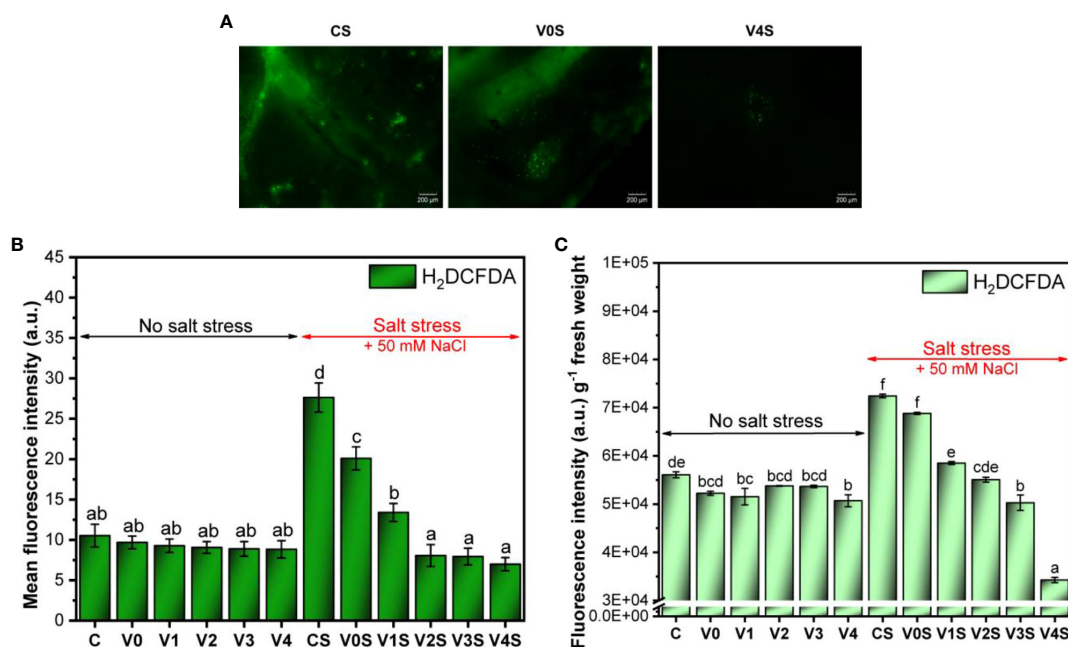 A
CS V0S V4S
200 µm 200 µm 200 µm
B
Mean fluorescence intensity (a.u.)
45
40
35
30
25
20
15
10
5
0
H₂DCFDA
No salt stress
Salt stress
+ 50 mM NaCl
ab ab ab ab ab ab d c b a a a
C V0 V1 V2 V3 V4 CS V0S V1S V2S V3S V4S
C
Fluorescence intensity (a.u.) g⁻¹ fresh weight
1E+05
9E+04
8E+04
7E+04
6E+04
5E+04
4E+04
3E+04
0.0E+00
H₂DCFDA
Salt stress
+ 50 mM NaCl
No salt stress
de bcd bc bcd bcd b f f e cde b a
C V0 V1 V2 V3 V4 CS V0S V1S V2S V3S V4S